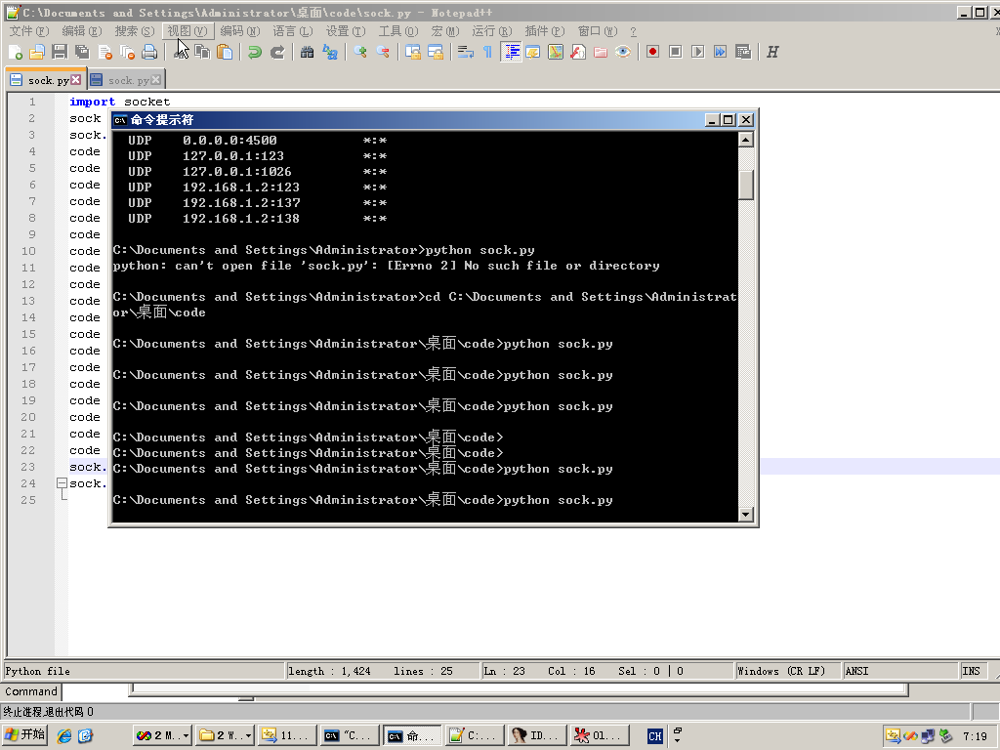 C:\Documents and Settings\Administrator\桌面\code\sock.py - Notepad++
文件(F) 编辑(E) 搜索(S) 视图(V) 编码(N) 语言(L) 设置(T) 工具(O) 宏(M) 运行(R) 插件(P) 窗口(W) ?
sock.py sock.py
1 import socket
2 sock
3 sock.
4 code
5 code
6 code
7 code
8 code
9 code
10 code
11 code
12 code
13 code
14 code
15 code
16 code
17 code
18 code
19 code
20 code
21 code
22 code
23 sock.
24 sock.
25
命令提示符
UDP 0.0.0.0:4500 *:*
UDP 127.0.0.1:123 *:*
UDP 127.0.0.1:1026 *:*
UDP 192.168.1.2:123 *:*
UDP 192.168.1.2:137 *:*
UDP 192.168.1.2:138 *:*
C:\Documents and Settings\Administrator>python sock.py
python: can't open file 'sock.py': [Errno 2] No such file or directory
C:\Documents and Settings\Administrator>cd C:\Documents and Settings\Administrat
or\桌面\code
C:\Documents and Settings\Administrator\桌面\code>python sock.py
C:\Documents and Settings\Administrator\桌面\code>python sock.py
C:\Documents and Settings\Administrator\桌面\code>python sock.py
C:\Documents and Settings\Administrator\桌面\code>
C:\Documents and Settings\Administrator\桌面\code>
C:\Documents and Settings\Administrator\桌面\code>python sock.py
C:\Documents and Settings\Administrator\桌面\code>python sock.py
Python file length : 1,424 lines : 25 Ln : 23 Col : 16 Sel : 0 | 0 Windows (CR LF) ANSI INS
Command
终止进程,退出代码 0
开始 2 M... 2 W... 11... "C... 命... C:... ID... Ol... CH 7:19